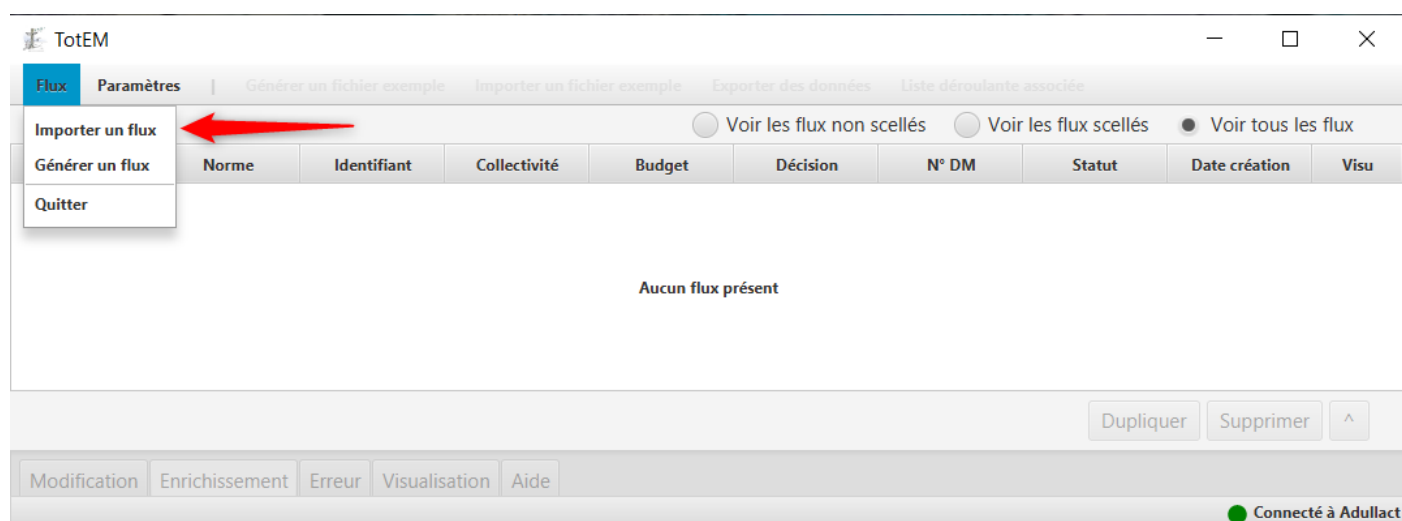 TotEM
Flux Paramètres | Générer un fichier exemple Importer un fichier exemple Exporter des données Liste déroulante associée
Importer un flux
Voir les flux non scellés Voir les flux scellés Voir tous les flux
Générer un flux Norme Identifiant Collectivité Budget Décision N° DM Statut Date création Visu
Quitter
Aucun flux présent
Dupliquer Supprimer ^
Modification Enrichissement Erreur Visualisation Aide
Connecté à Adullact